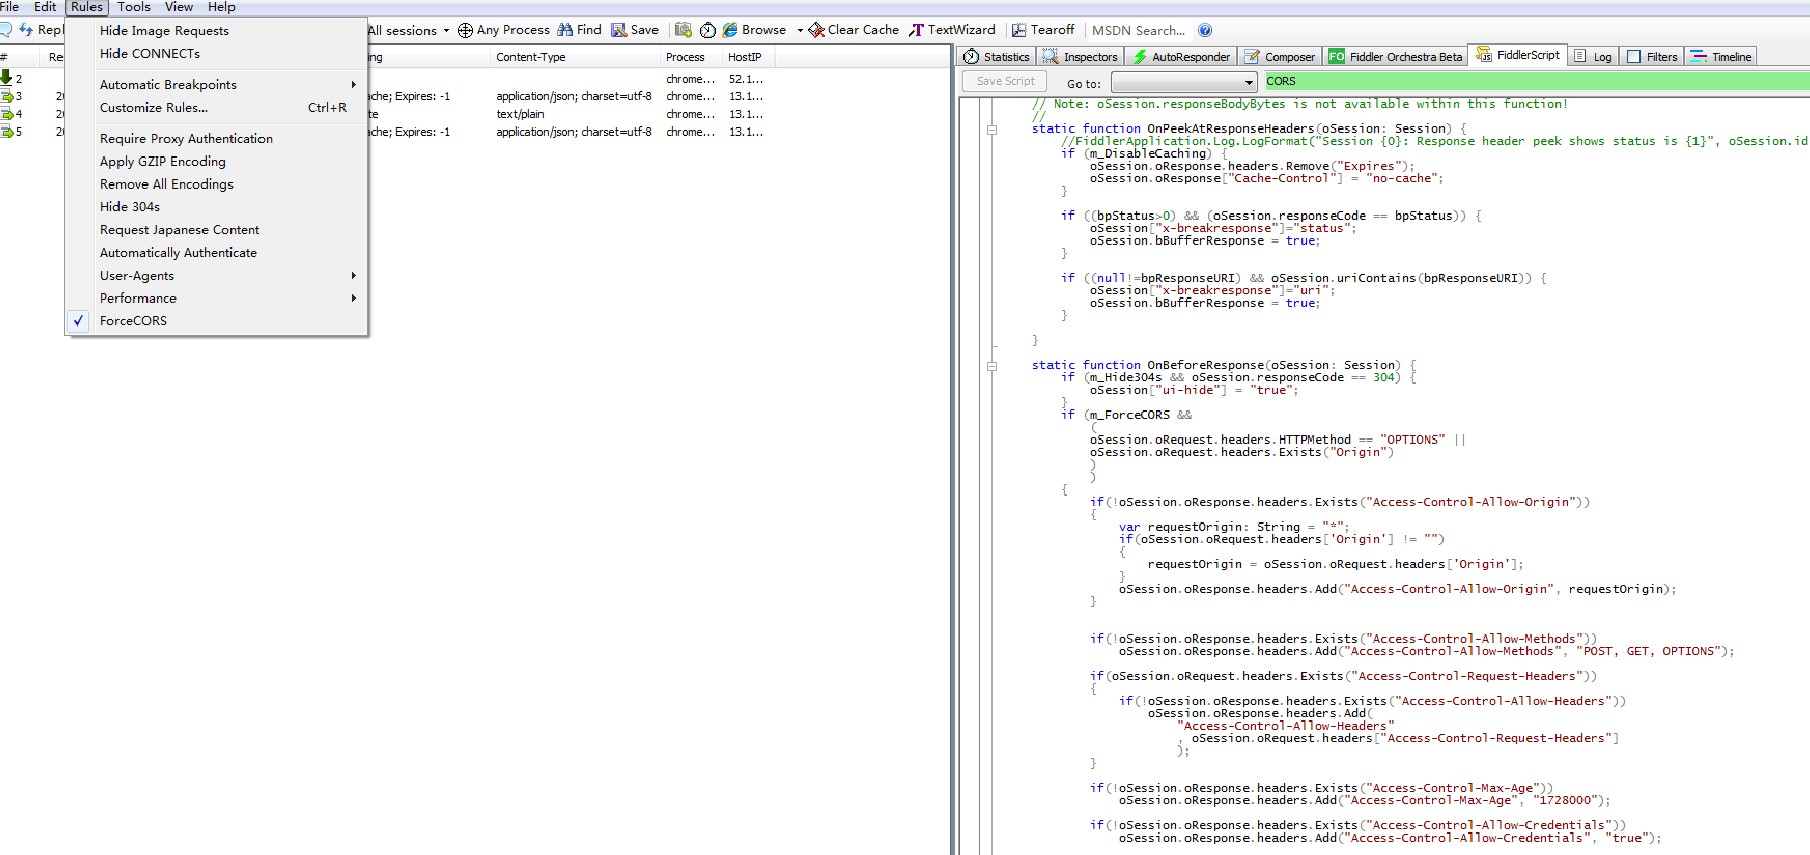 File Edit Rules Tools View Help
Repl All sessions Any Process Find Save Browse Clear Cache TextWizard Tearoff MSDN Search...
Hide Image Requests
Hide CONNECTs
Automatic Breakpoints
Customize Rules... Ctrl+R
Require Proxy Authentication
Apply GZIP Encoding
Remove All Encodings
Hide 304s
Request Japanese Content
Automatically Authenticate
User-Agents
Performance
ForceCORS
# Re ing Content-Type Process HostIP
2 chrome... 52.1...
3 20 ache; Expires: -1 application/json; charset=utf-8 chrome... 13.1...
4 20 te text/plain chrome... 13.1...
5 20 ache; Expires: -1 application/json; charset=utf-8 chrome... 13.1...
Statistics Inspectors AutoResponder Composer FO Fiddler Orchestra Beta FiddlerScript Log Filters Timeline
Save Script Go to: CORS
// Note: oSession.responseBodyBytes is not available within this function!
//
static function OnPeekAtResponseHeaders(oSession: Session) {
//FiddlerApplication.Log.LogFormat("Session {0}: Response header peek shows status is {1}", oSession.id
if (m_DisableCaching) {
oSession.oResponse.headers.Remove("Expires");
oSession.oResponse["Cache-Control"] = "no-cache";
}
if ((bpStatus>0) && (oSession.responseCode == bpStatus)) {
oSession["x-breakresponse"]="status";
oSession.bBufferResponse = true;
}
if ((null!=bpResponseURI) && oSession.uriContains(bpResponseURI)) {
oSession["x-breakresponse"]="uri";
oSession.bBufferResponse = true;
}
}
static function OnBeforeResponse(oSession: Session) {
if (m_Hide304s && oSession.responseCode == 304) {
oSession["ui-hide"] = "true";
}
if (m_ForceCORS &&
(
oSession.oRequest.headers.HTTPMethod == "OPTIONS" ||
oSession.oRequest.headers.Exists("Origin")
)
)
{
if(!oSession.oResponse.headers.Exists("Access-Control-Allow-Origin"))
{
var requestOrigin: String = "*";
if(oSession.oRequest.headers['Origin'] != "")
{
requestOrigin = oSession.oRequest.headers['Origin'];
}
oSession.oResponse.headers.Add("Access-Control-Allow-Origin", requestOrigin);
}
if(!oSession.oResponse.headers.Exists("Access-Control-Allow-Methods"))
oSession.oResponse.headers.Add("Access-Control-Allow-Methods", "POST, GET, OPTIONS");
if(oSession.oRequest.headers.Exists("Access-Control-Request-Headers"))
{
if(!oSession.oResponse.headers.Exists("Access-Control-Allow-Headers"))
oSession.oResponse.headers.Add(
"Access-Control-Allow-Headers"
, oSession.oRequest.headers["Access-Control-Request-Headers"]
);
}
if(!oSession.oResponse.headers.Exists("Access-Control-Max-Age"))
oSession.oResponse.headers.Add("Access-Control-Max-Age", "1728000");
if(!oSession.oResponse.headers.Exists("Access-Control-Allow-Credentials"))
oSession.oResponse.headers.Add("Access-Control-Allow-Credentials", "true");